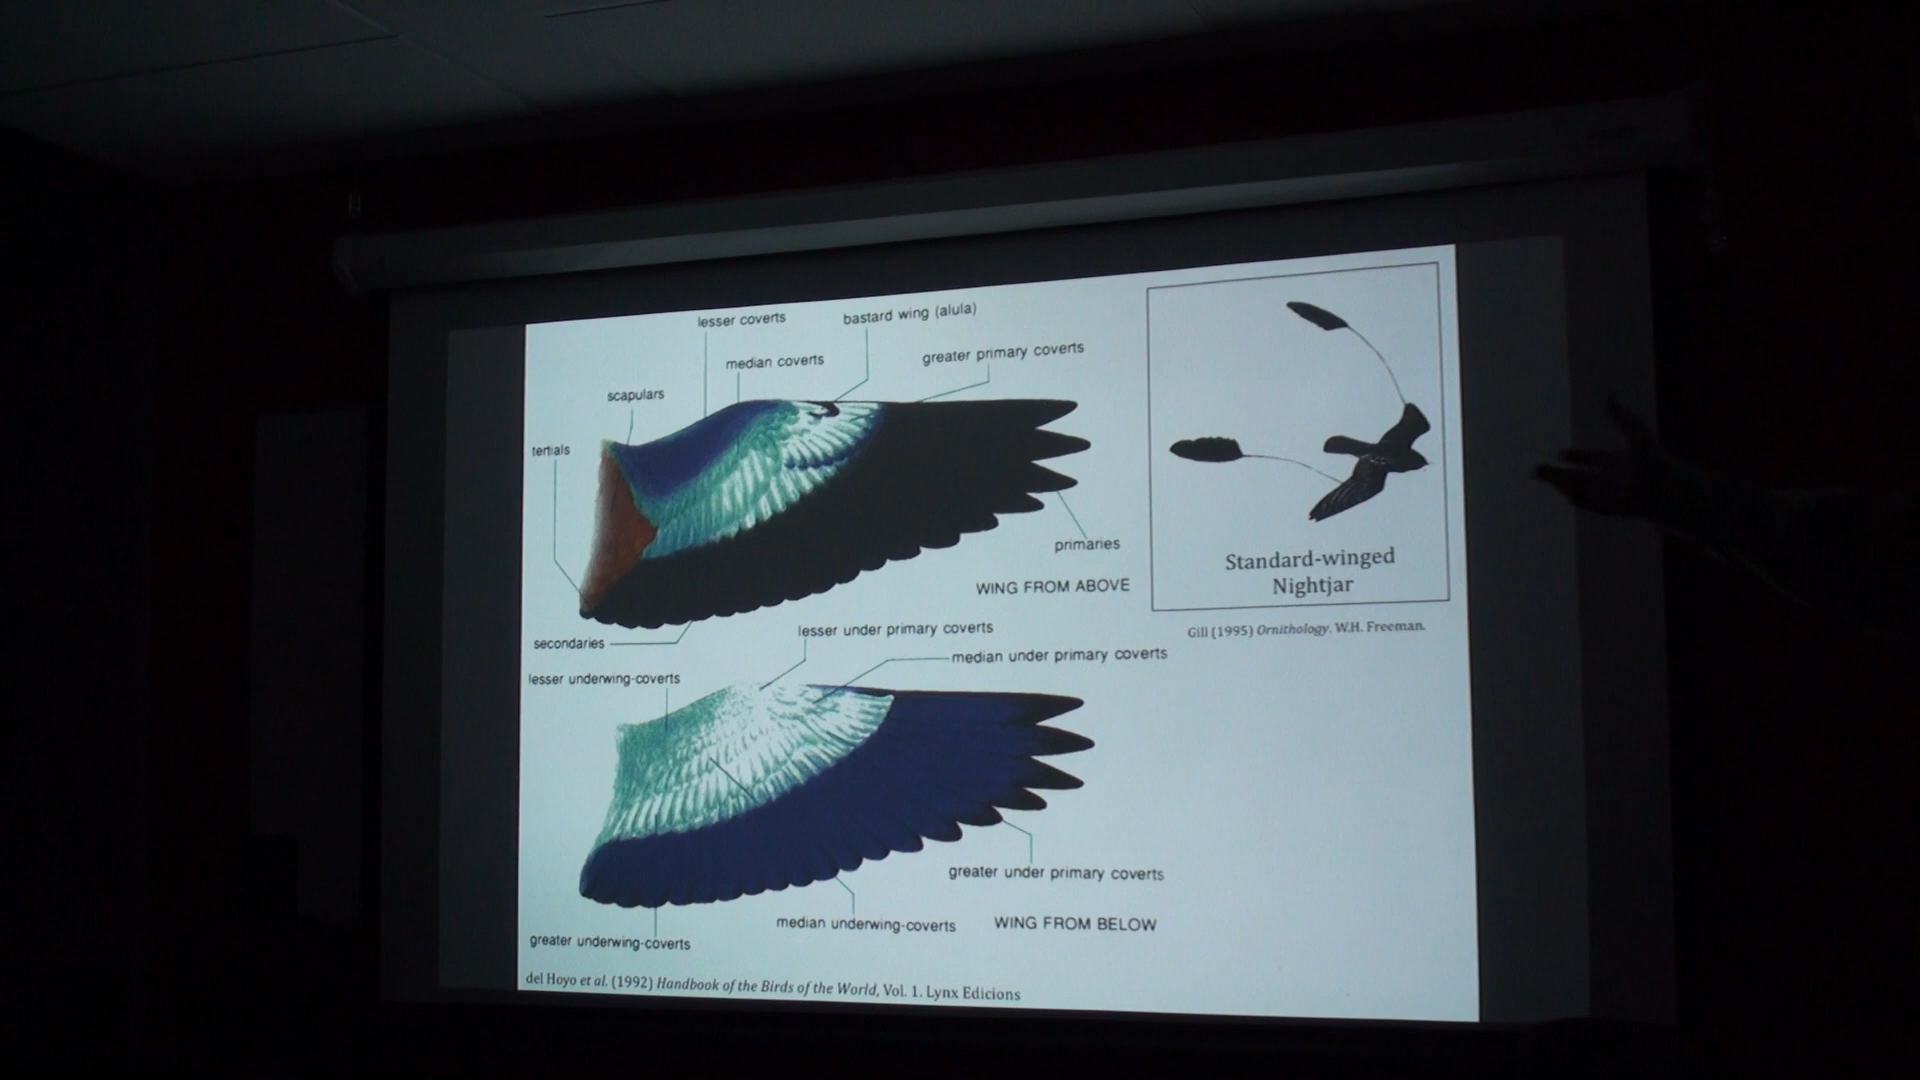 lesser coverts
bastard wing (alula)
median coverts
greater primary coverts
scapulars
tertials
primaries
WING FROM ABOVE
secondaries
lesser under primary coverts
median under primary coverts
lesser underwing-coverts
greater under primary coverts
median underwing-coverts
WING FROM BELOW
greater underwing-coverts
del Hoyo et al. (1992) Handbook of the Birds of the World, Vol. 1. Lynx Edicions
Standard-winged
Nightjar
Gill (1995) Ornithology. W.H. Freeman.